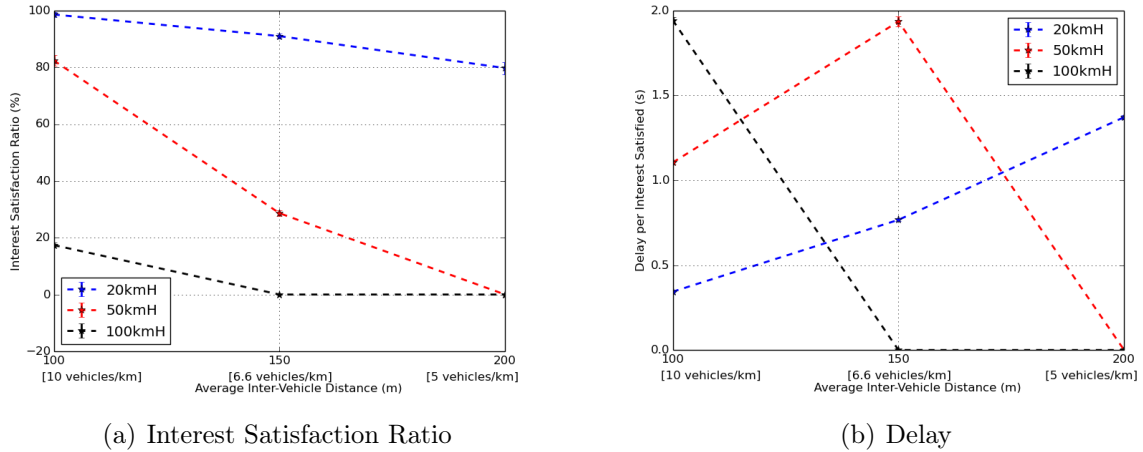 100
80
60
40
20
0
−20
Interest Satisfaction Ratio (%)
20kmH
50kmH
100kmH
100
150
200
[10 vehicles/km]
[6.6 vehicles/km]
[5 vehicles/km]
Average Inter-Vehicle Distance (m)
(a) Interest Satisfaction Ratio
2.0
1.5
1.0
0.5
0.0
Delay per Interest Satisfied (s)
20kmH
50kmH
100kmH
100
150
200
[10 vehicles/km]
[6.6 vehicles/km]
[5 vehicles/km]
Average Inter-Vehicle Distance (m)
(b) Delay